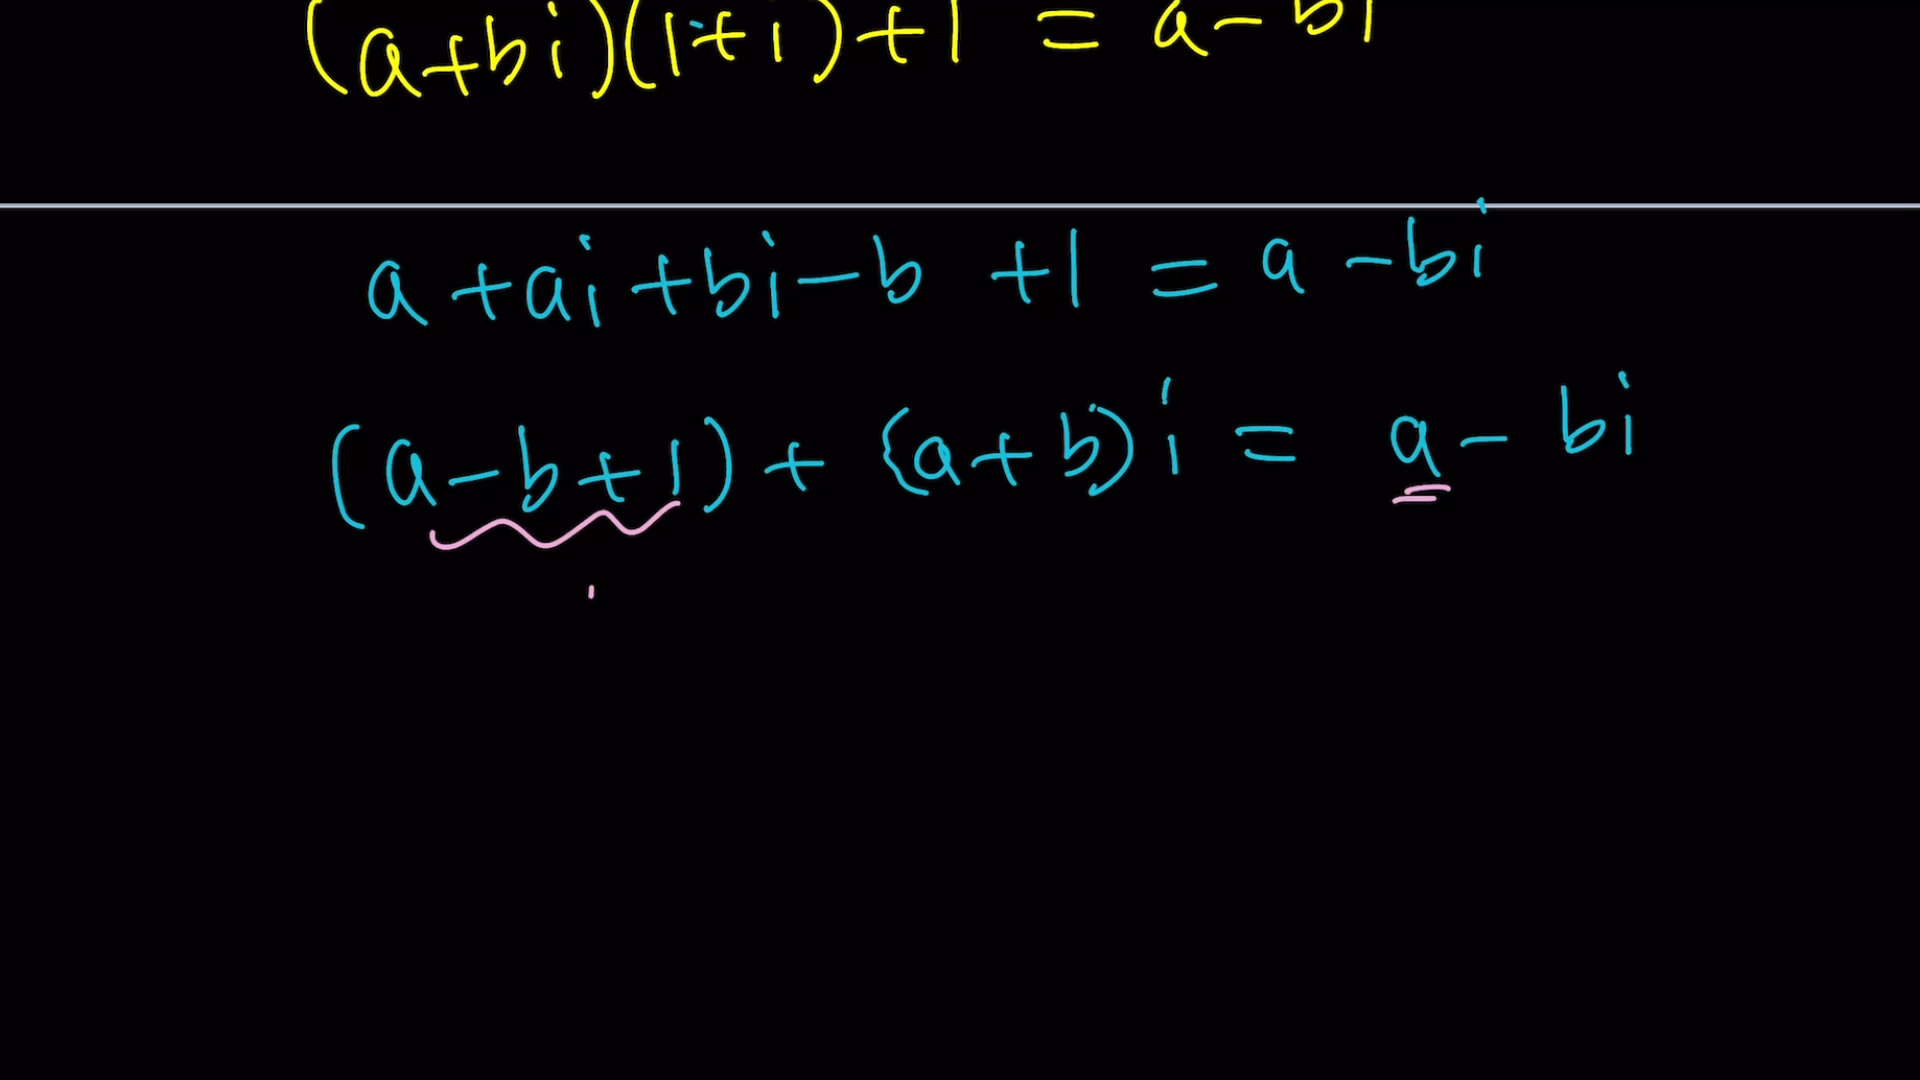 (a+bi)(1+i)+1 = a-bi
a+ai+bi-b +1 = a-bi
(a-b+1)+(a+b)i = a-bi